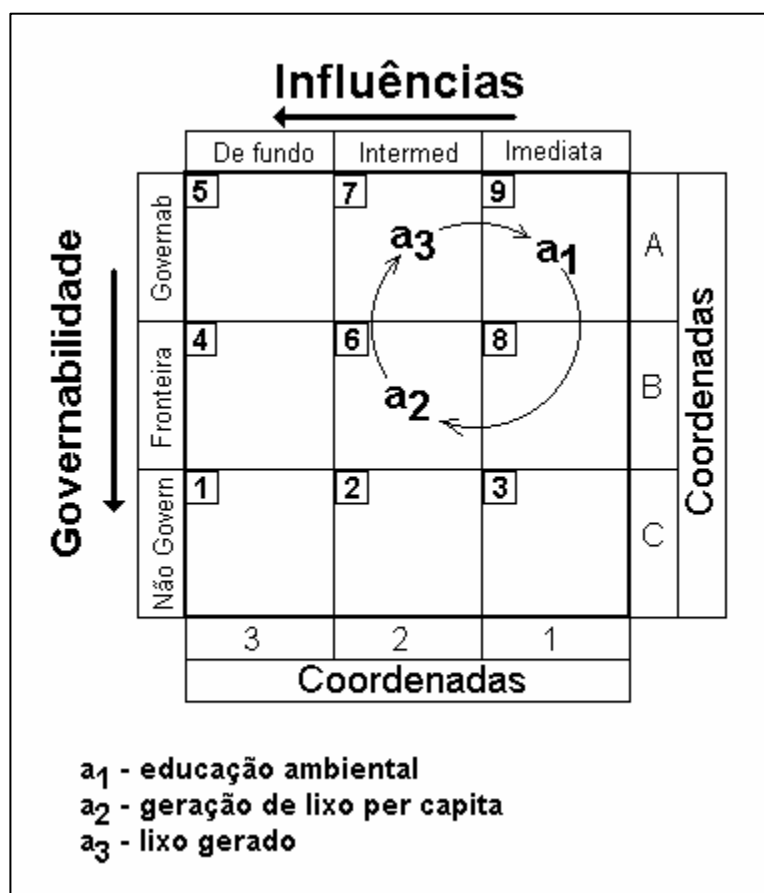 Influências
De fundo Intermed Imediata
Governabilidade
Governab
5 7 9
a3 a1
A
Fronteira
4 6 8
a2
B
Não Govern
1 2 3
C
Coordenadas
3 2 1
Coordenadas
a1 - educação ambiental
a2 - geração de lixo per capita
a3 - lixo gerado